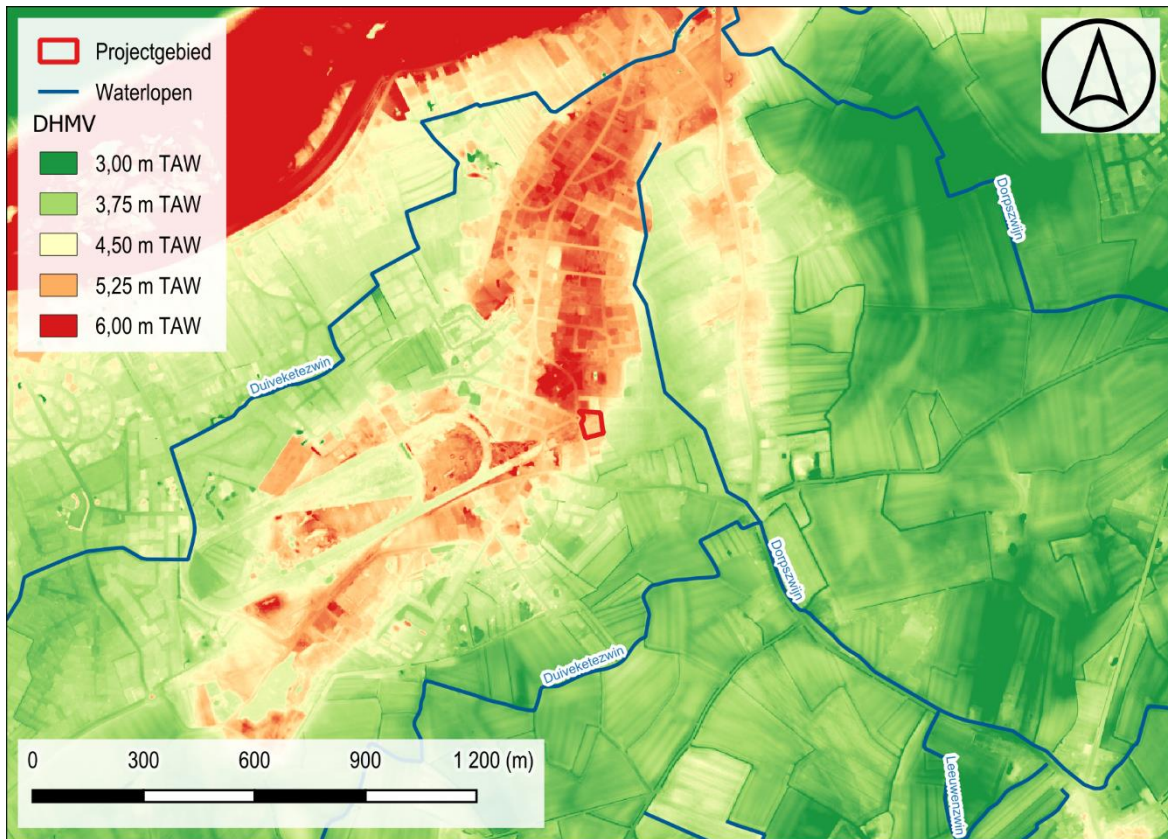 Projectgebied
Waterlopen
DHMV
3,00 m TAW
3,75 m TAW
4,50 m TAW
5,25 m TAW
6,00 m TAW
Dorpszwijn
Duiveketezwin
Dorpszwijn
Duiveketezwin
Leeuwenzwin
0 300 600 900 1 200 (m)